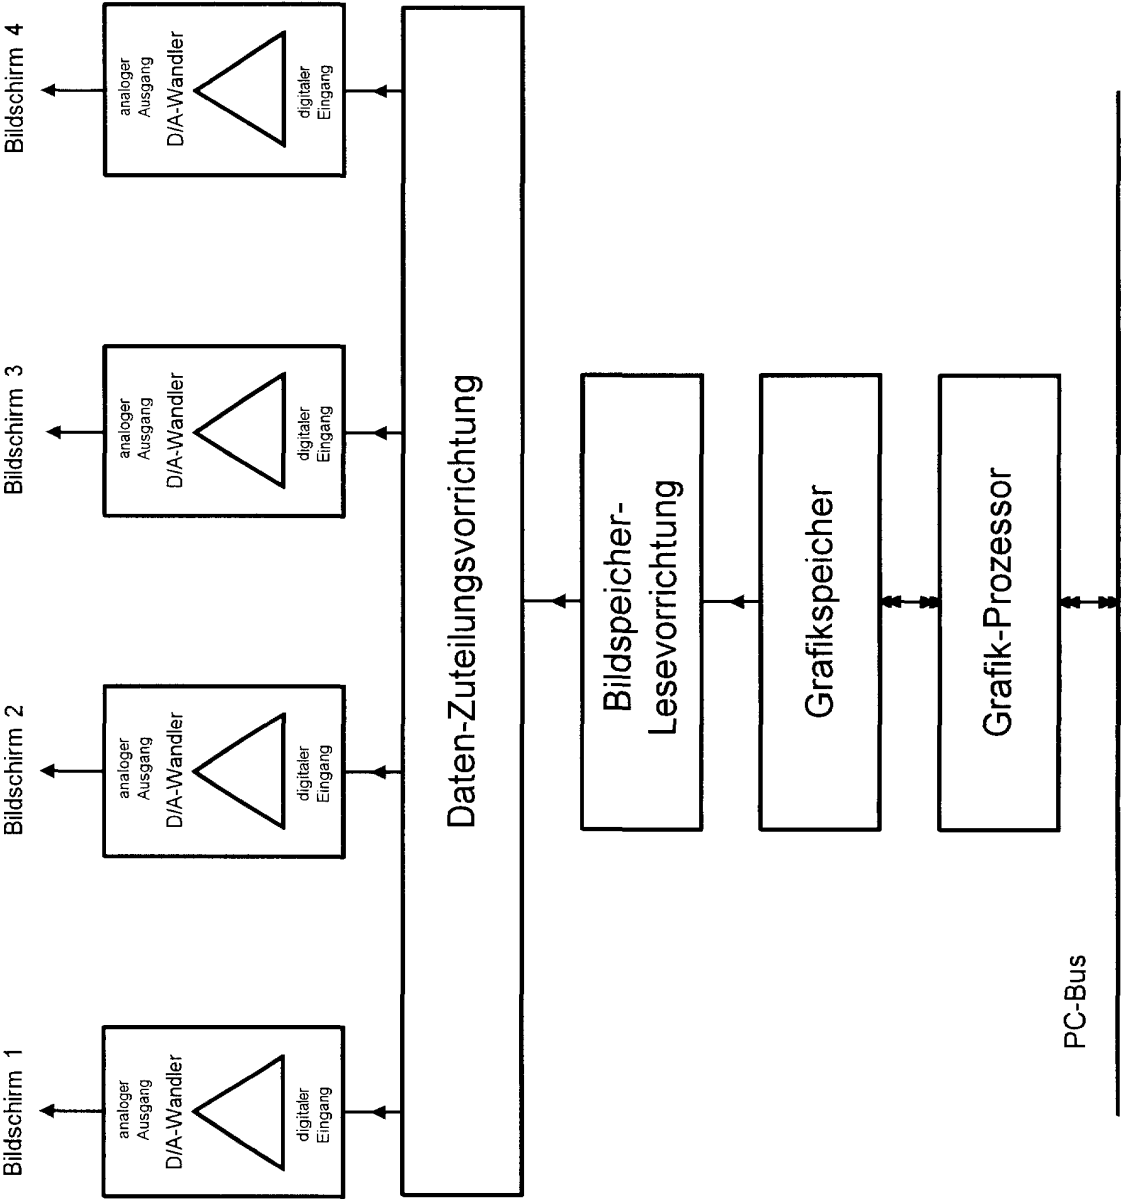 Bildschirm 1
Bildschirm 2
Bildschirm 3
Bildschirm 4
analoger
Ausgang
D/A-Wandler
digitaler
Eingang
analoger
Ausgang
D/A-Wandler
digitaler
Eingang
analoger
Ausgang
D/A-Wandler
digitaler
Eingang
analoger
Ausgang
D/A-Wandler
digitaler
Eingang
Daten-Zuteilungsvorrichtung
Bildspeicher-
Lesevorrichtung
Grafikspeicher
Grafik-Prozessor
PC-Bus